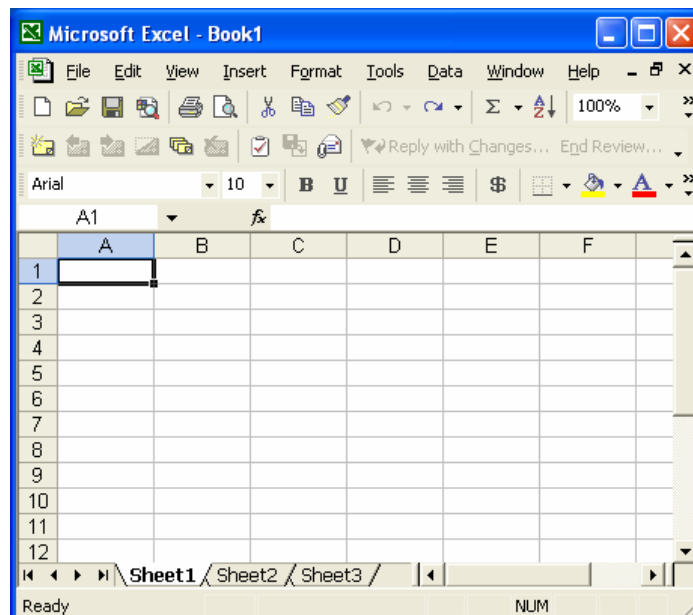 Microsoft Excel - Book1
File Edit View Insert Format Tools Data Window Help
Σ A Z 100% »
Reply with Changes... End Review...
Arial 10 B U $ A »
A1 fx
A B C D E F
1
2
3
4
5
6
7
8
9
10
11
12
Sheet1 Sheet2 Sheet3
Ready NUM